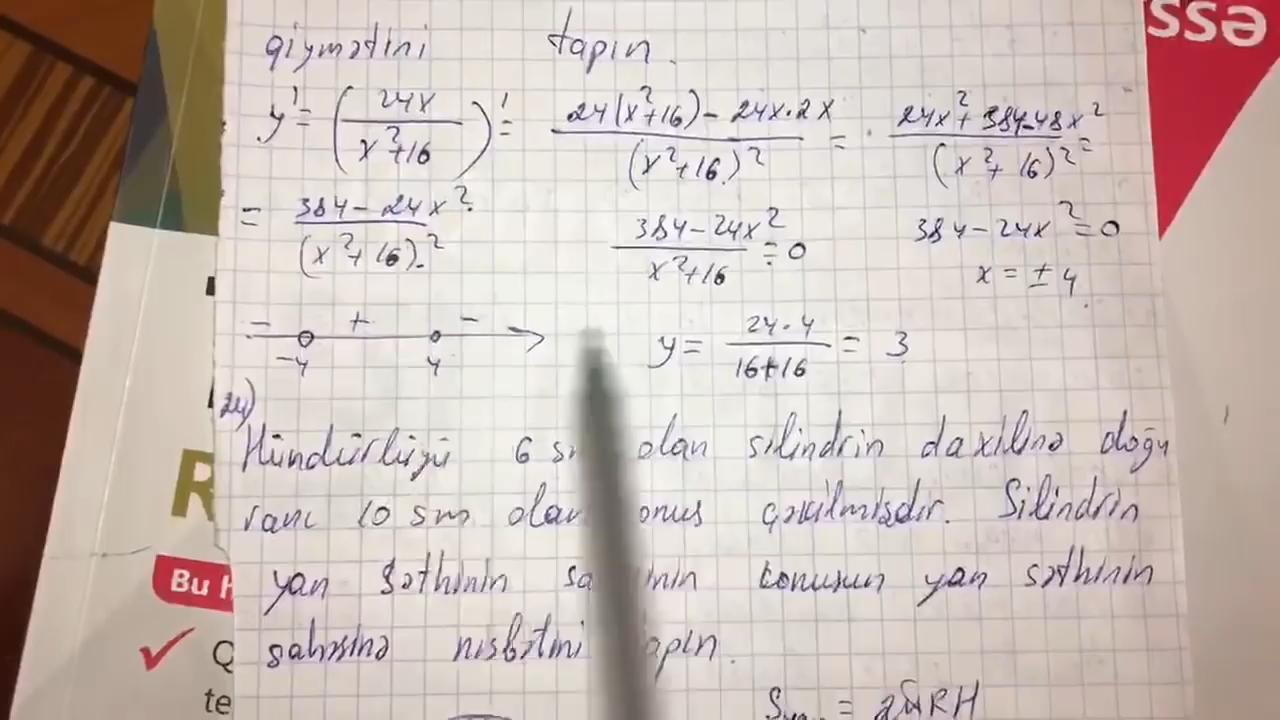 ssə
qiymətini tapın.
y' = (24x / x²+16)' = 24(x²+16) - 24x·2x / (x²+16)² = 24x² + 384-48x² / (x²+16)² =
= 384-24x² / (x²+16)² 384-24x² / x²+16 = 0 384-24x² = 0
x = ±4
- + -
-4 4 y = 24·4 / 16+16 = 3
24)
Hündürlüyü 6 olan silindrin daxilinə doğu
ranı 10 sm çəkilmişdir. Silindrin
yan səthinin konusun yan səthinin
sahəsinə nisbətini
Bu
Q
te
= 2πRH